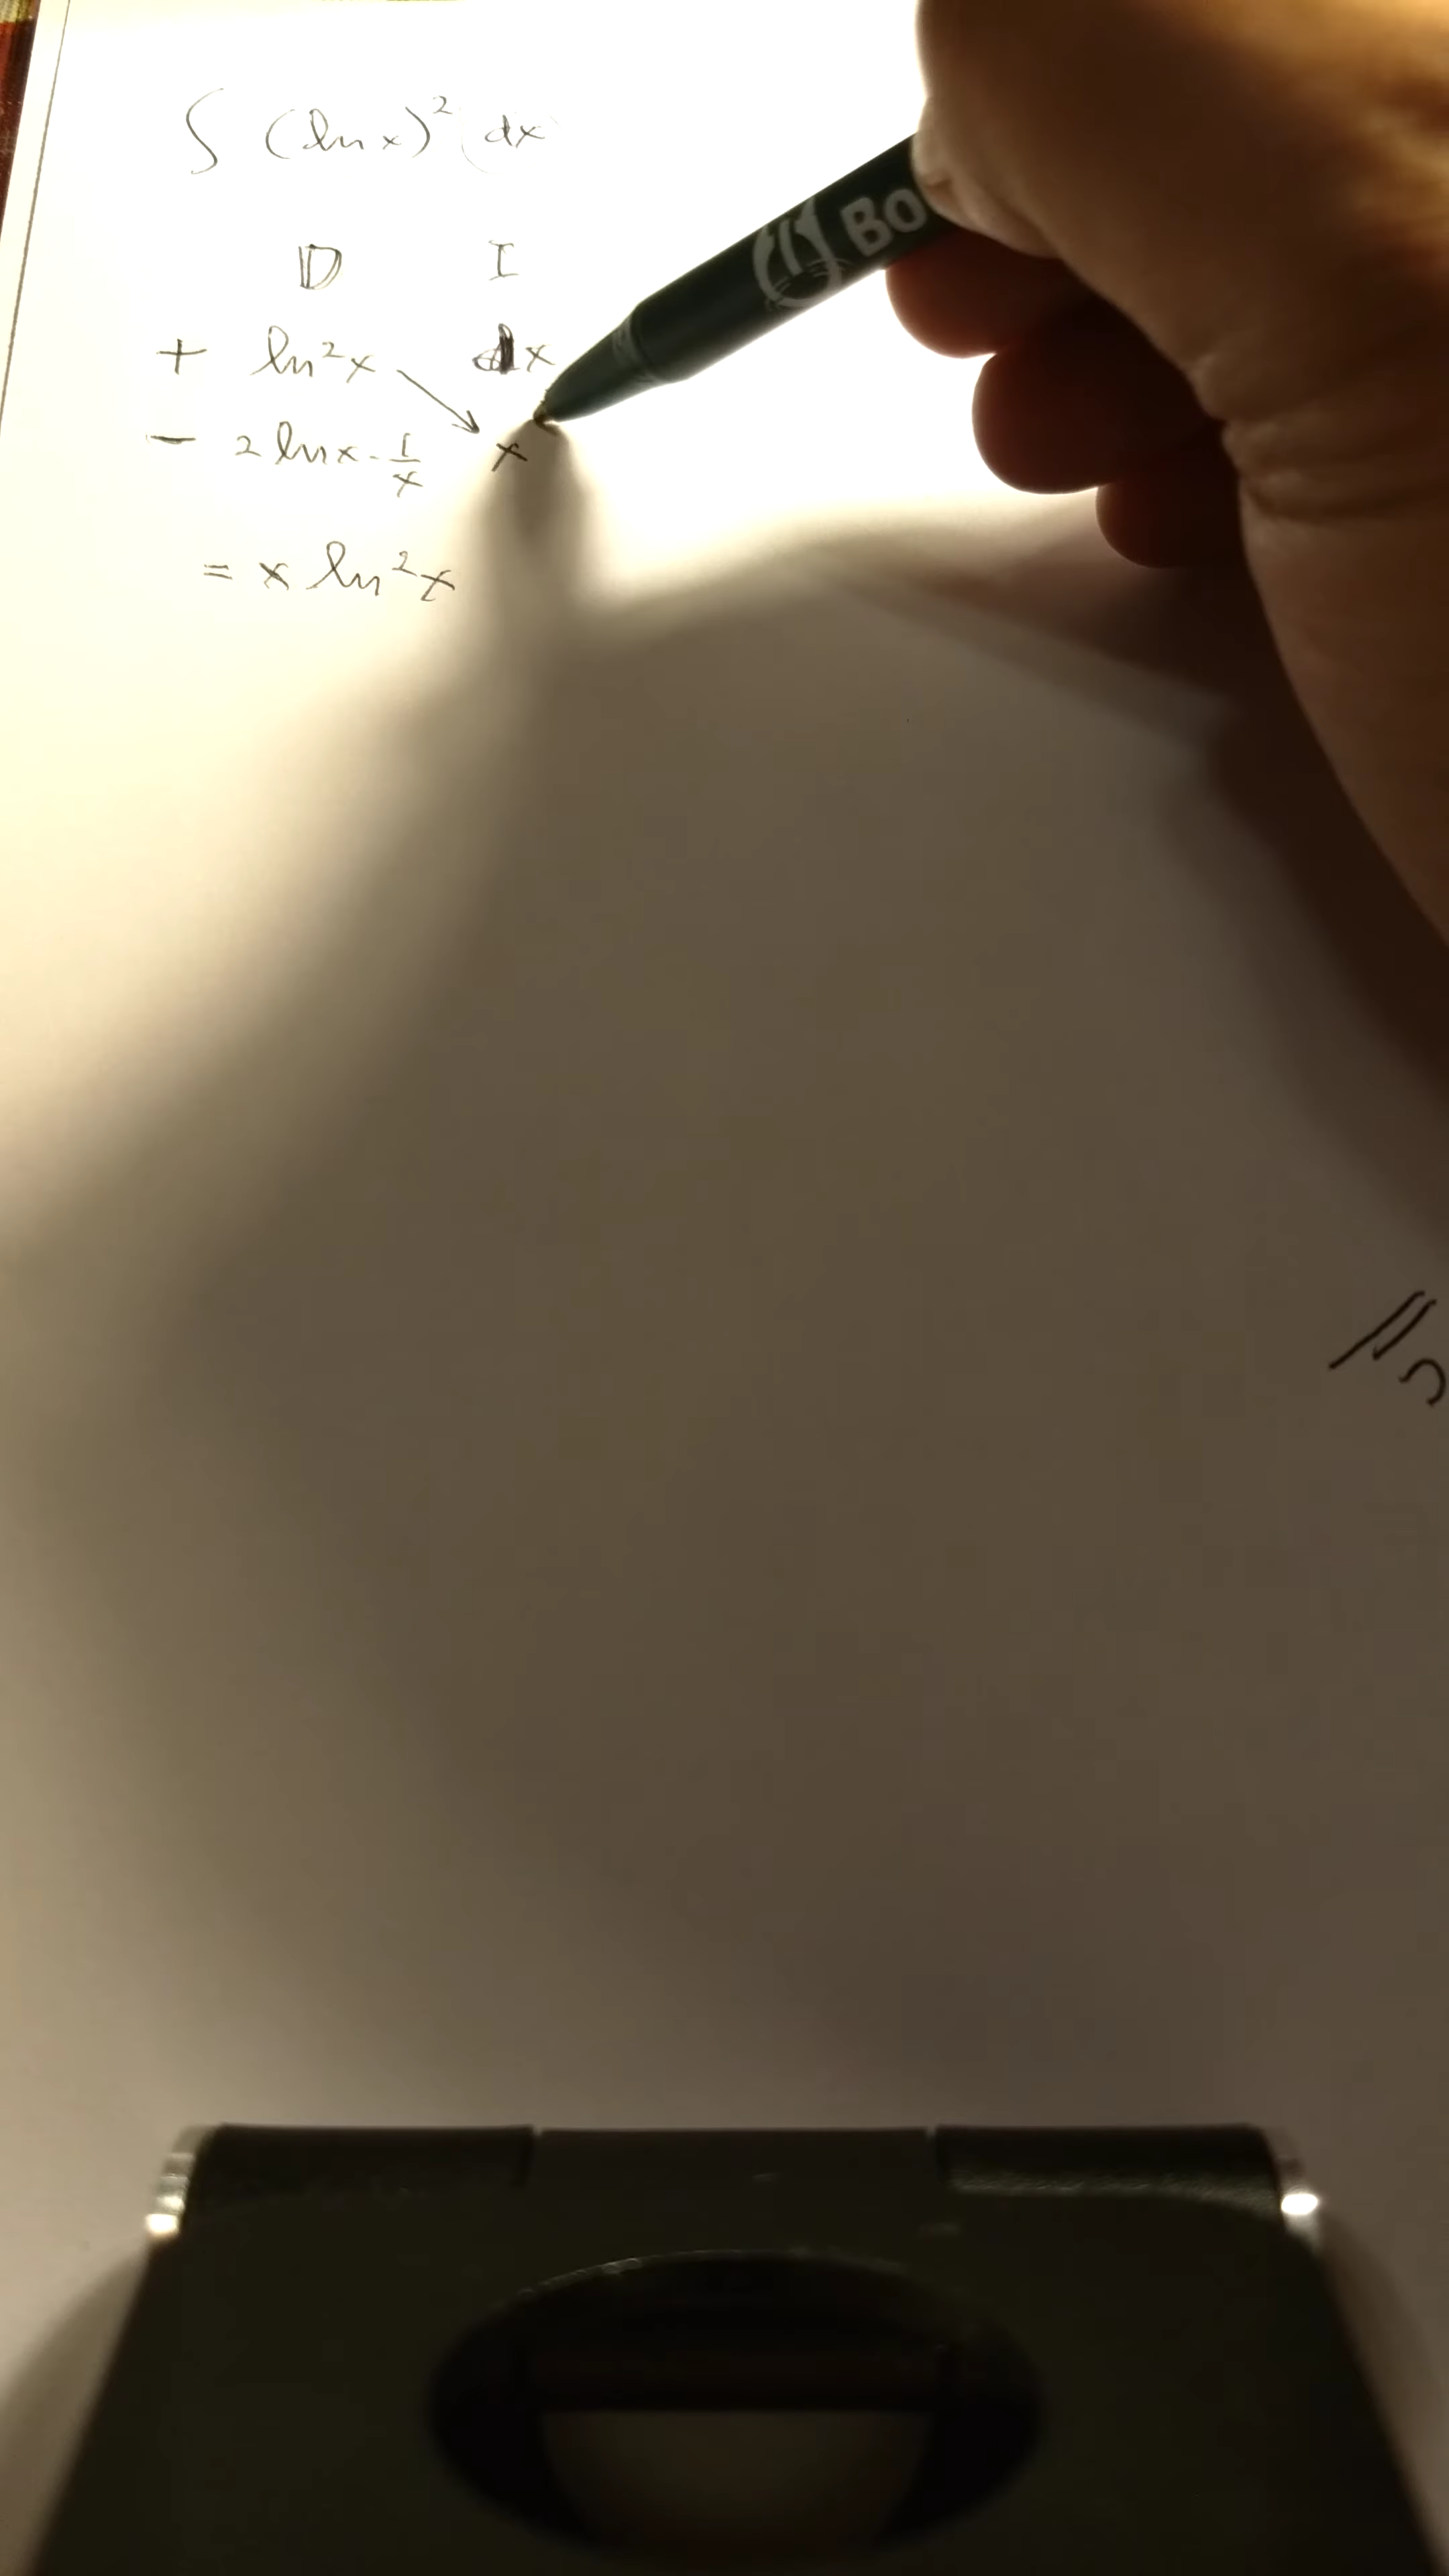 ∫ (ln x)² dx
D I
+ ln²x dx
− 2 ln x · 1/x x
= x ln²x
Bo